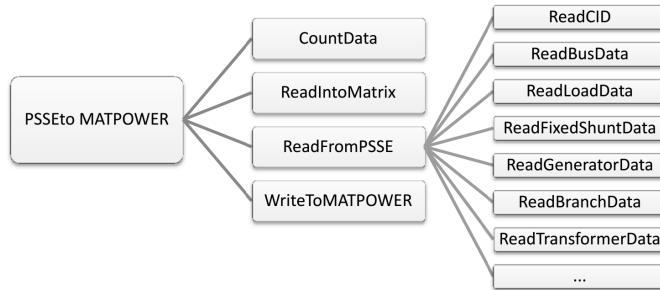 PSSEto MATPOWER
CountData
ReadIntoMatrix
ReadFromPSSE
WriteToMATPOWER
ReadCID
ReadBusData
ReadLoadData
ReadFixedShuntData
ReadGeneratorData
ReadBranchData
ReadTransformerData
...